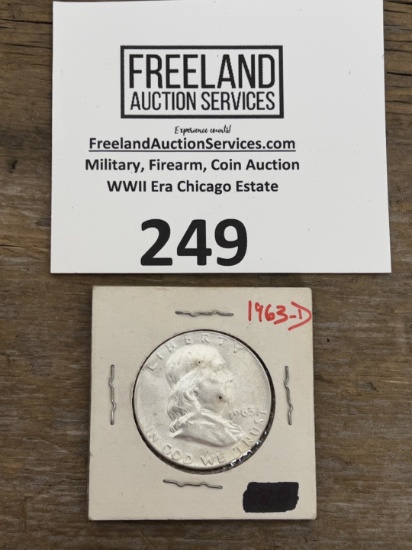 FREELAND
AUCTION SERVICES
Experience counts!
FreelandAuctionServices.com
Military, Firearm, Coin Auction
WWII Era Chicago Estate
249
1963-D
LIBERTY
1963
IN GOD WE TRUST